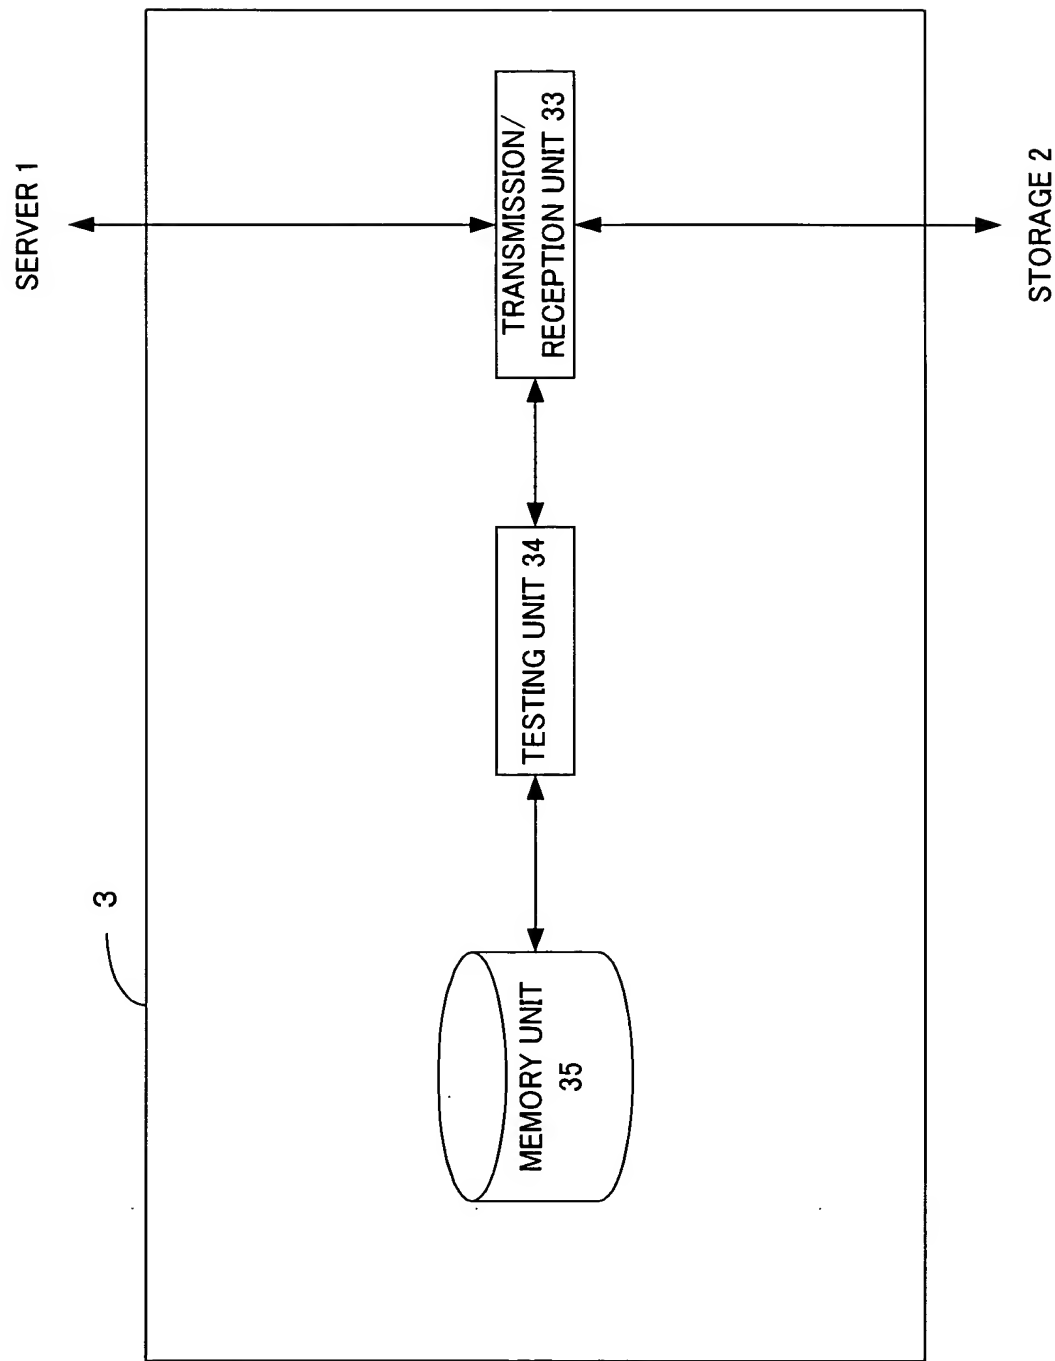 SERVER 1
3
MEMORY UNIT
35
TESTING UNIT 34
TRANSMISSION/
RECEPTION UNIT 33
STORAGE 2